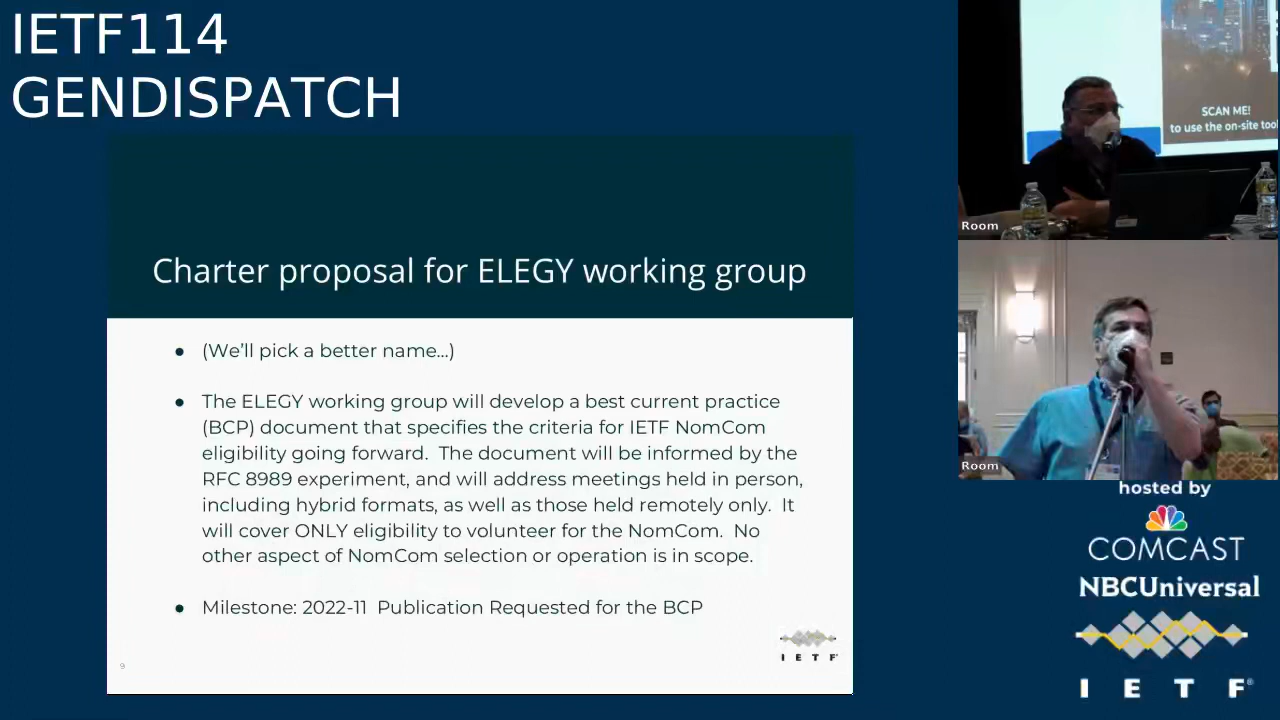 IETF114
GENDISPATCH
Charter proposal for ELEGY working group
(We’ll pick a better name...)
The ELEGY working group will develop a best current practice
(BCP) document that specifies the criteria for IETF NomCom
eligibility going forward. The document will be informed by the
RFC 8989 experiment, and will address meetings held in person,
including hybrid formats, as well as those held remotely only. It
will cover ONLY eligibility to volunteer for the NomCom. No
other aspect of NomCom selection or operation is in scope.
Milestone: 2022-11 Publication Requested for the BCP
I E T F®
9
SCAN ME!
to use the on-site tool
Room
Room
hosted by
COMCAST
NBCUniversal
I E T F®